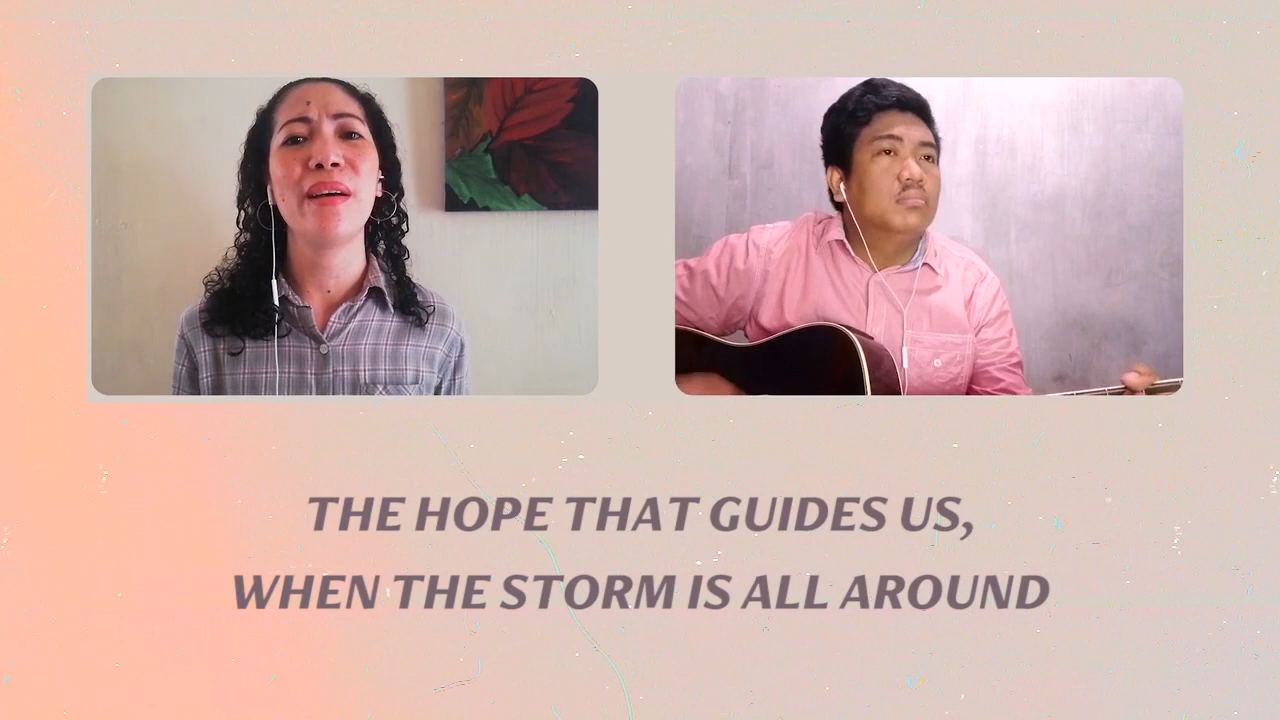 THE HOPE THAT GUIDES US,
WHEN THE STORM IS ALL AROUND